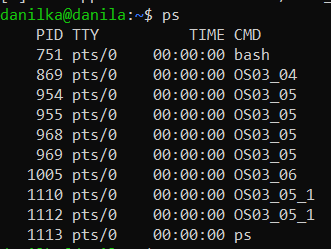 danilka@danila:~$ ps
PID TTY TIME CMD
751 pts/0 00:00:00 bash
869 pts/0 00:00:00 OS03_04
954 pts/0 00:00:00 OS03_05
955 pts/0 00:00:00 OS03_05
968 pts/0 00:00:00 OS03_05
969 pts/0 00:00:00 OS03_05
1005 pts/0 00:00:00 OS03_06
1110 pts/0 00:00:00 OS03_05_1
1112 pts/0 00:00:00 OS03_05_1
1113 pts/0 00:00:00 ps